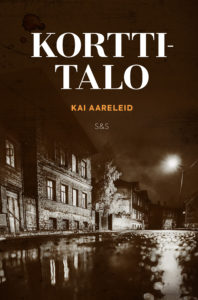 KORTTI-
TALO
KAI AARELEID
S&S